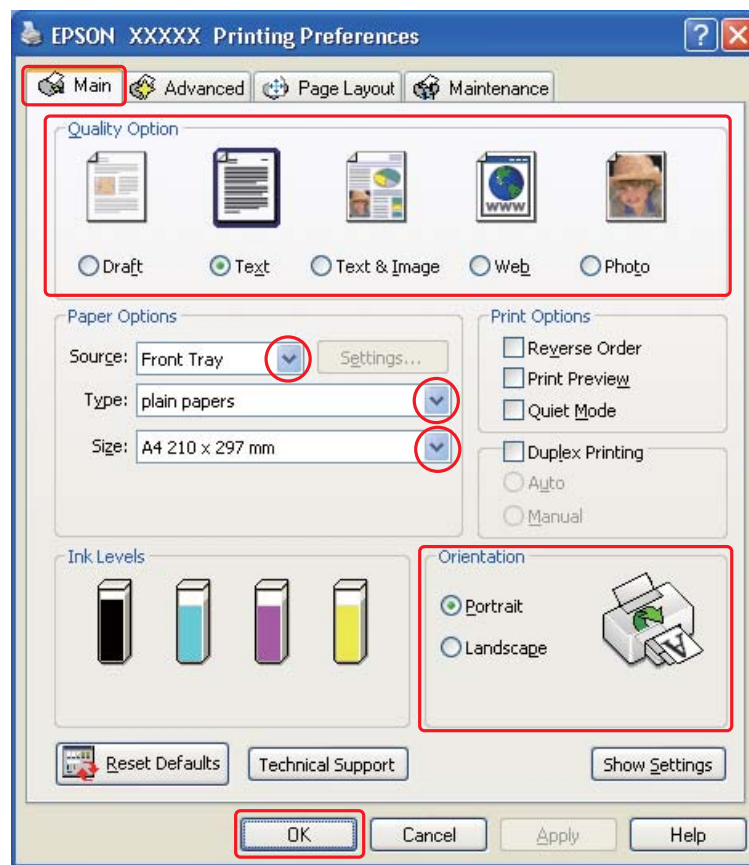 EPSON XXXXX Printing Preferences
Main Advanced Page Layout Maintenance
Quality Option
www
Draft Text Text & Image Web Photo
Paper Options
Source: Front Tray Settings...
Type: plain papers
Size: A4 210 x 297 mm
Print Options
Reverse Order
Print Preview
Quiet Mode
Duplex Printing
Auto
Manual
Ink Levels
Orientation
Portrait
Landscape
A
Reset Defaults Technical Support Show Settings
OK Cancel Apply Help